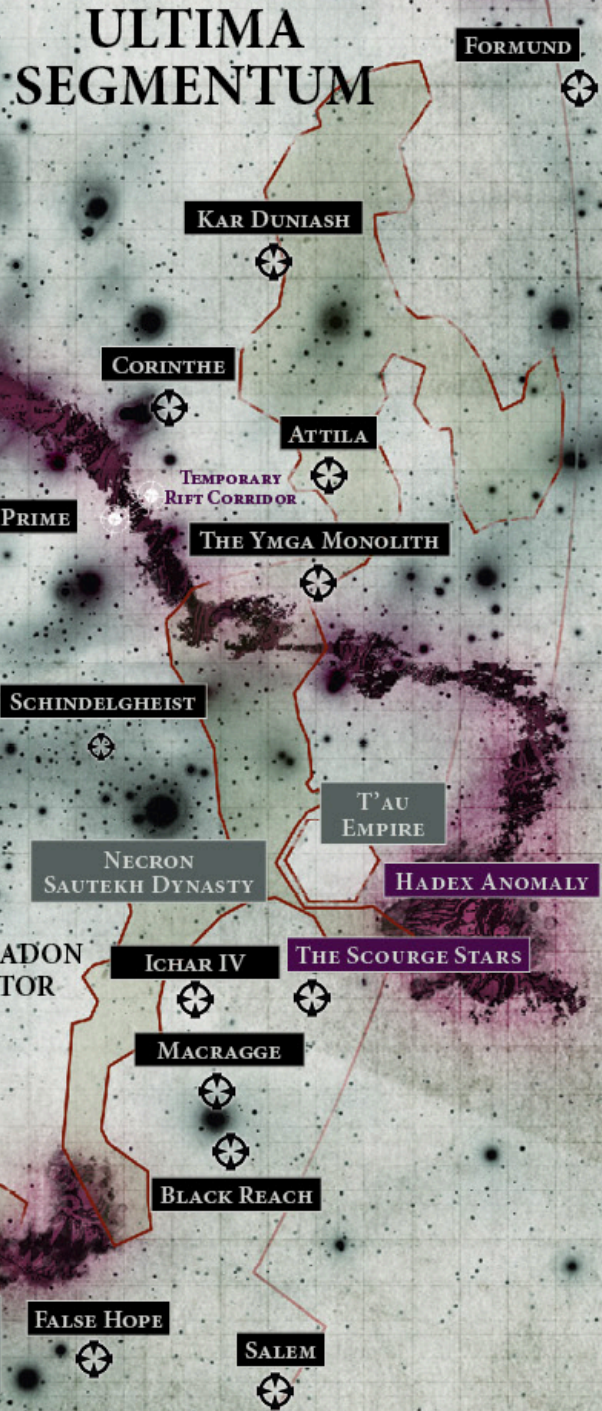 ULTIMA
SEGMENTUM
FORMUND
KAR DUNIASH
CORINTHE
ATTILA
TEMPORARY
RIFT CORRIDOR
PRIME
THE YMGA MONOLITH
SCHINDELGHEIST
T'AU
EMPIRE
NECRON
SAUTEKH DYNASTY
HADEX ANOMALY
ADON
TOR
ICHAR IV
THE SCOURGE STARS
MACRAGGE
BLACK REACH
FALSE HOPE
SALEM